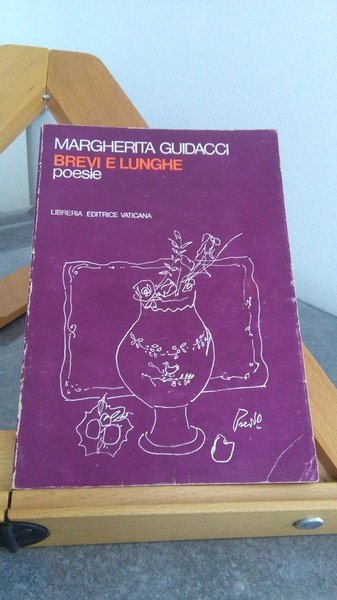 MARGHERITA GUIDACCI
BREVI E LUNGHE
poesie
LIBRERIA EDITRICE VATICANA